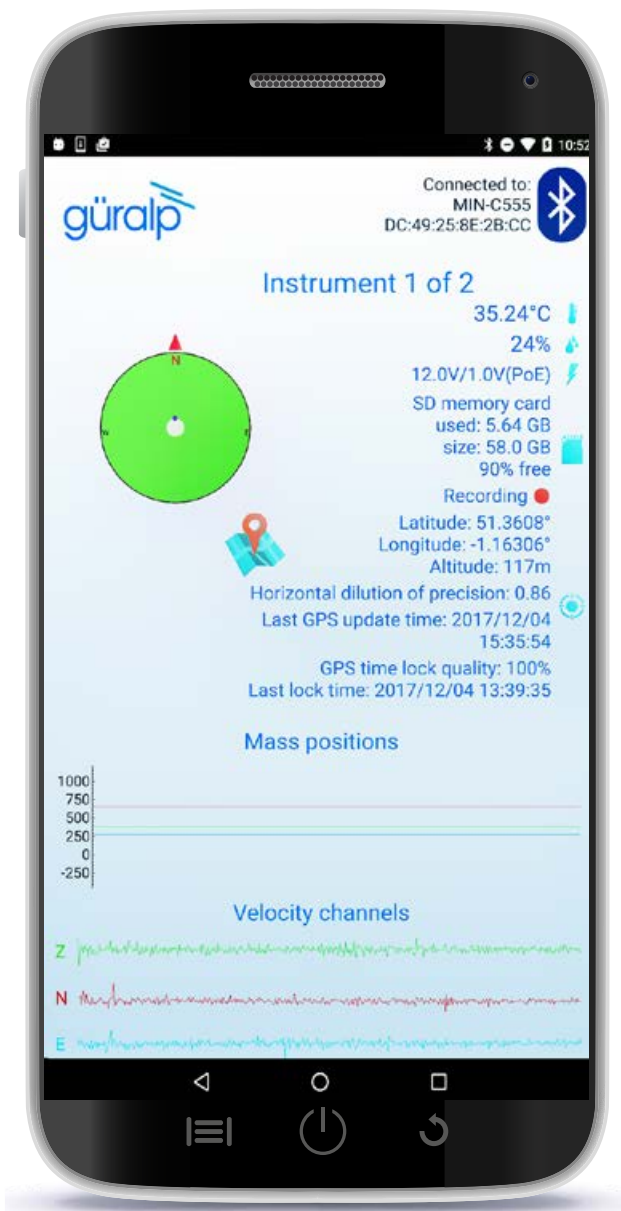 10:52
güralp
Connected to:
MIN-C555
DC:49:25:8E:2B:CC
Instrument 1 of 2
35.24°C
24%
12.0V/1.0V(PoE)
SD memory card
used: 5.64 GB
size: 58.0 GB
90% free
Recording
N
Latitude: 51.3608°
Longitude: -1.16306°
Altitude: 117m
Horizontal dilution of precision: 0.86
Last GPS update time: 2017/12/04
15:35:54
GPS time lock quality: 100%
Last lock time: 2017/12/04 13:39:35
Mass positions
1000
750
500
250
0
-250
Velocity channels
Z
N
E